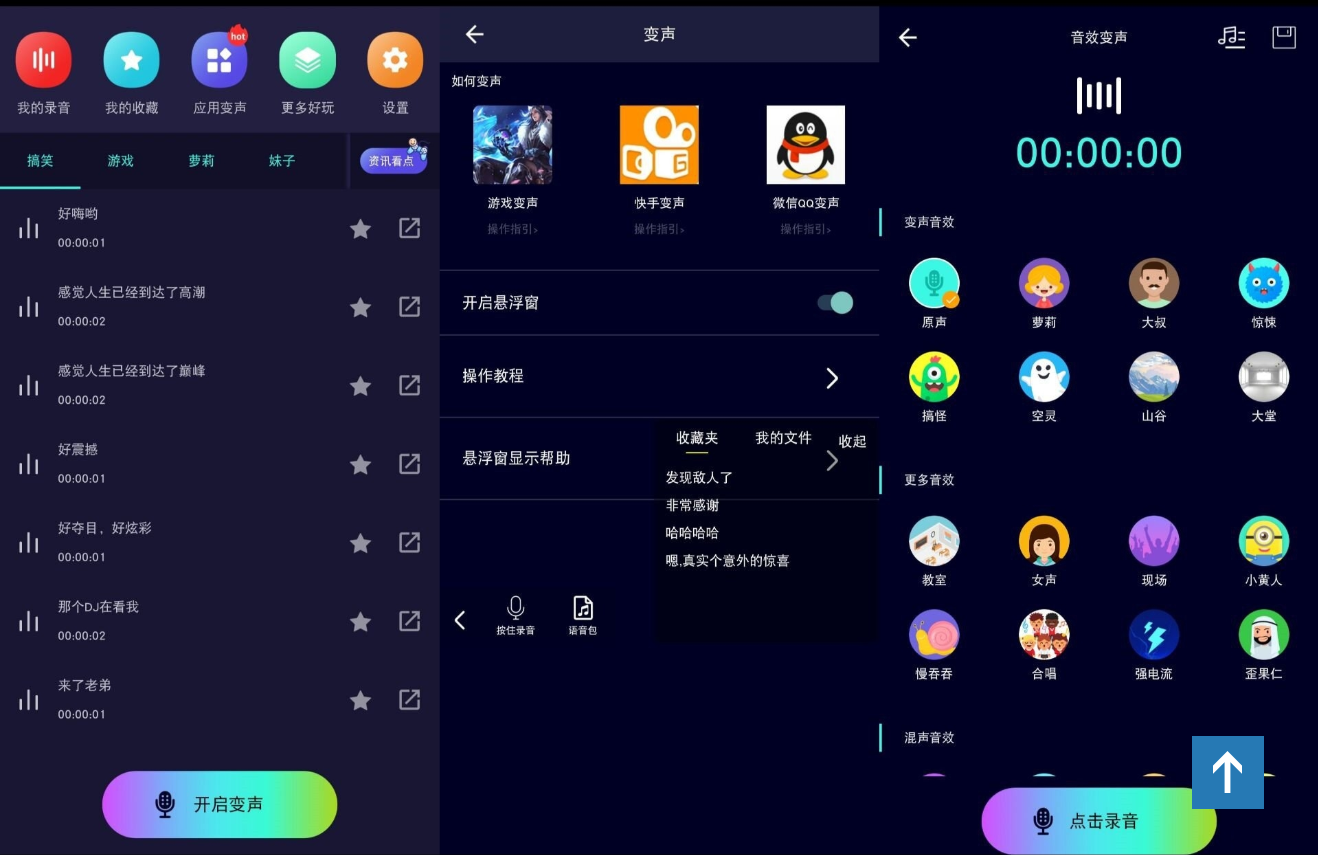 hot
我的录音
我的收藏
应用变声
更多好玩
设置
搞笑
游戏
萝莉
妹子
资讯看点
好嗨哟
00:00:01
感觉人生已经到达了高潮
00:00:02
感觉人生已经到达了巅峰
00:00:02
好震撼
00:00:01
好夺目，好炫彩
00:00:01
那个DJ在看我
00:00:02
来了老弟
00:00:01
开启变声
变声
如何变声
游戏变声
快手变声
微信QQ变声
操作指引>
操作指引>
操作指引>
开启悬浮窗
操作教程
悬浮窗显示帮助
收藏夹
我的文件
收起
发现敌人了
非常感谢
哈哈哈哈
嗯,真实个意外的惊喜
按住录音
语音包
音效变声
00:00:00
变声音效
原声
萝莉
大叔
惊悚
搞怪
空灵
山谷
大堂
更多音效
教室
女声
现场
小黄人
慢吞吞
合唱
强电流
歪果仁
混声音效
点击录音